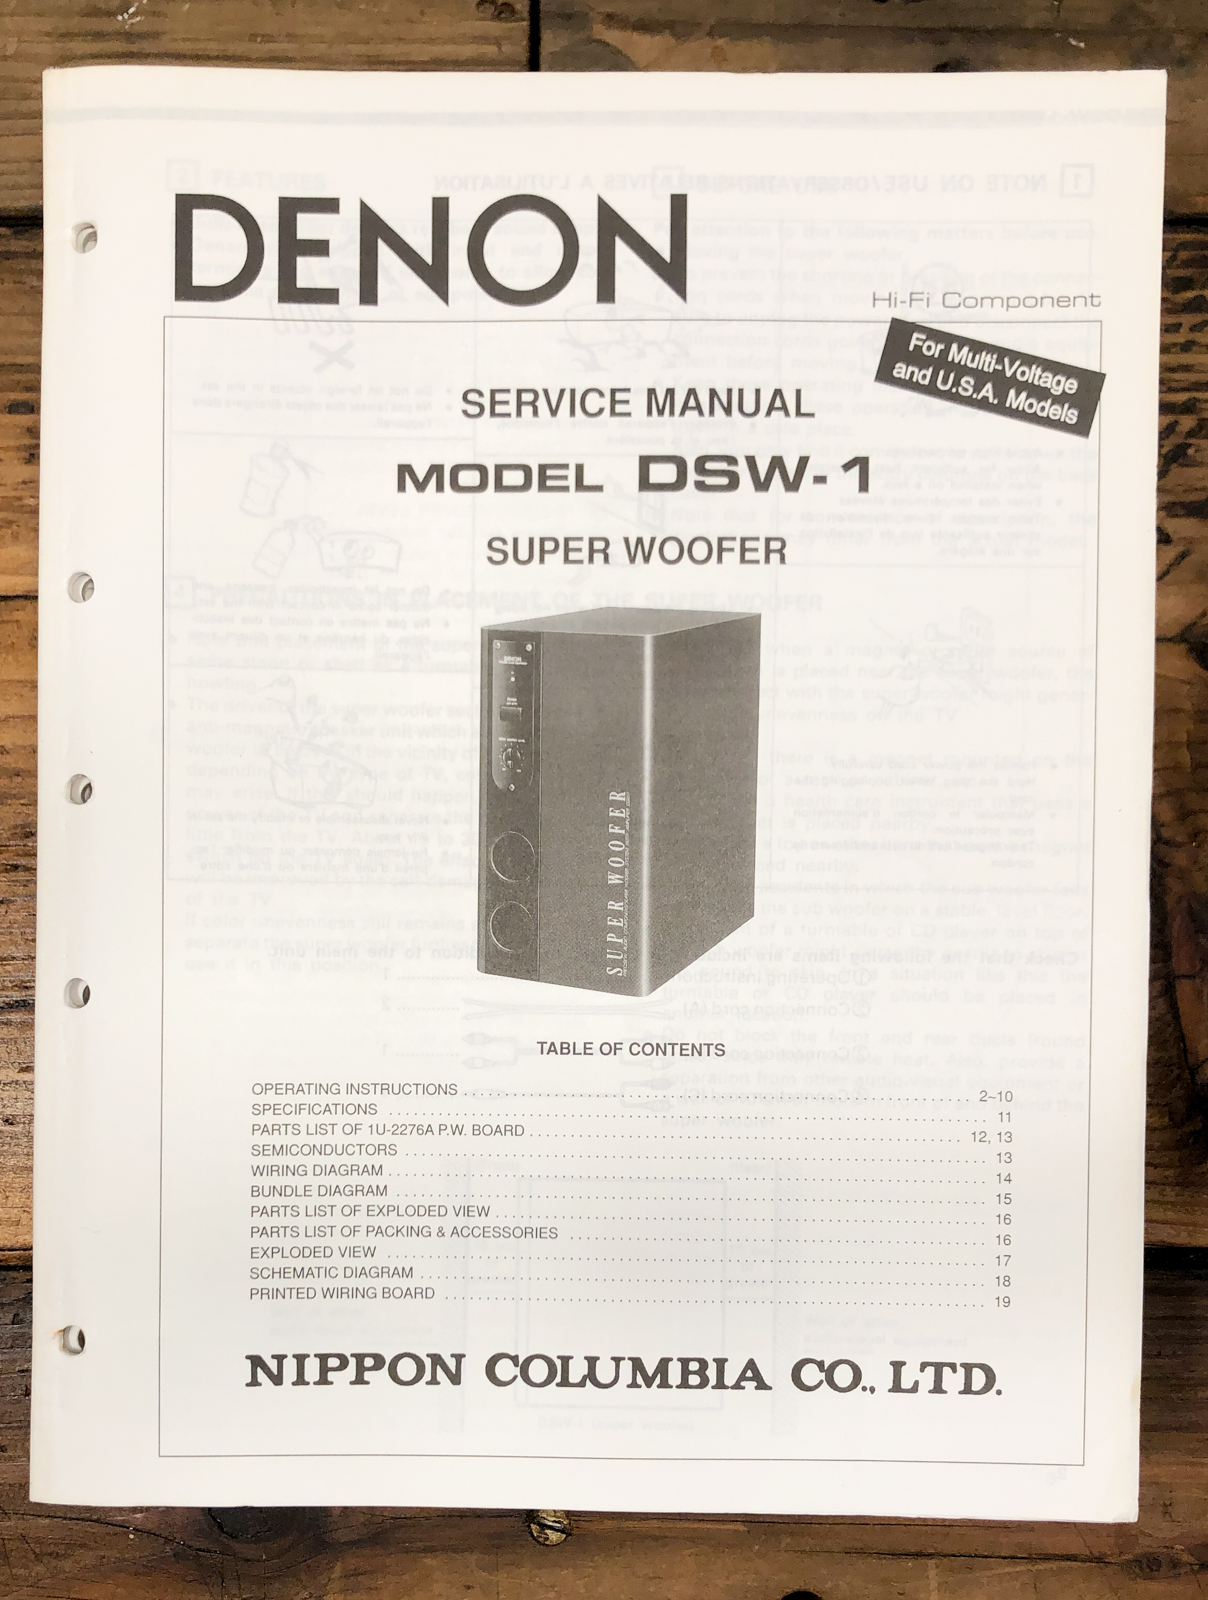 DENON
Hi-Fi Component
For Multi-Voltage
and U.S.A. Models
SERVICE MANUAL
MODEL DSW-1
SUPER WOOFER
DENON
SUPER WOOFER
TABLE OF CONTENTS
OPERATING INSTRUCTIONS 2~10
SPECIFICATIONS 11
PARTS LIST OF 1U-2276A P.W. BOARD 12, 13
SEMICONDUCTORS 13
WIRING DIAGRAM 14
BUNDLE DIAGRAM 15
PARTS LIST OF EXPLODED VIEW 16
PARTS LIST OF PACKING & ACCESSORIES 16
EXPLODED VIEW 17
SCHEMATIC DIAGRAM 18
PRINTED WIRING BOARD 19
NIPPON COLUMBIA CO., LTD.